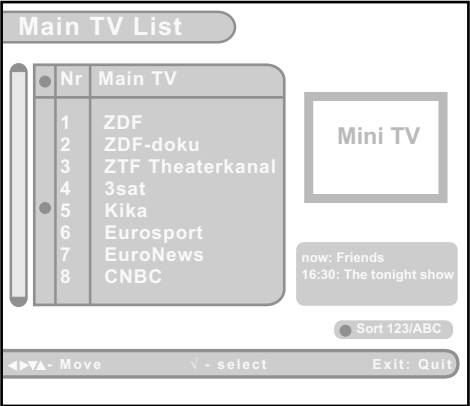 Main TV List
Nr Main TV
1 ZDF
2 ZDF-doku
3 ZTF Theaterkanal
4 3sat
5 Kika
6 Eurosport
7 EuroNews
8 CNBC
Mini TV
now: Friends
16:30: The tonight show
Sort 123/ABC
◀▶▼▲- Move √ - select Exit: Quit